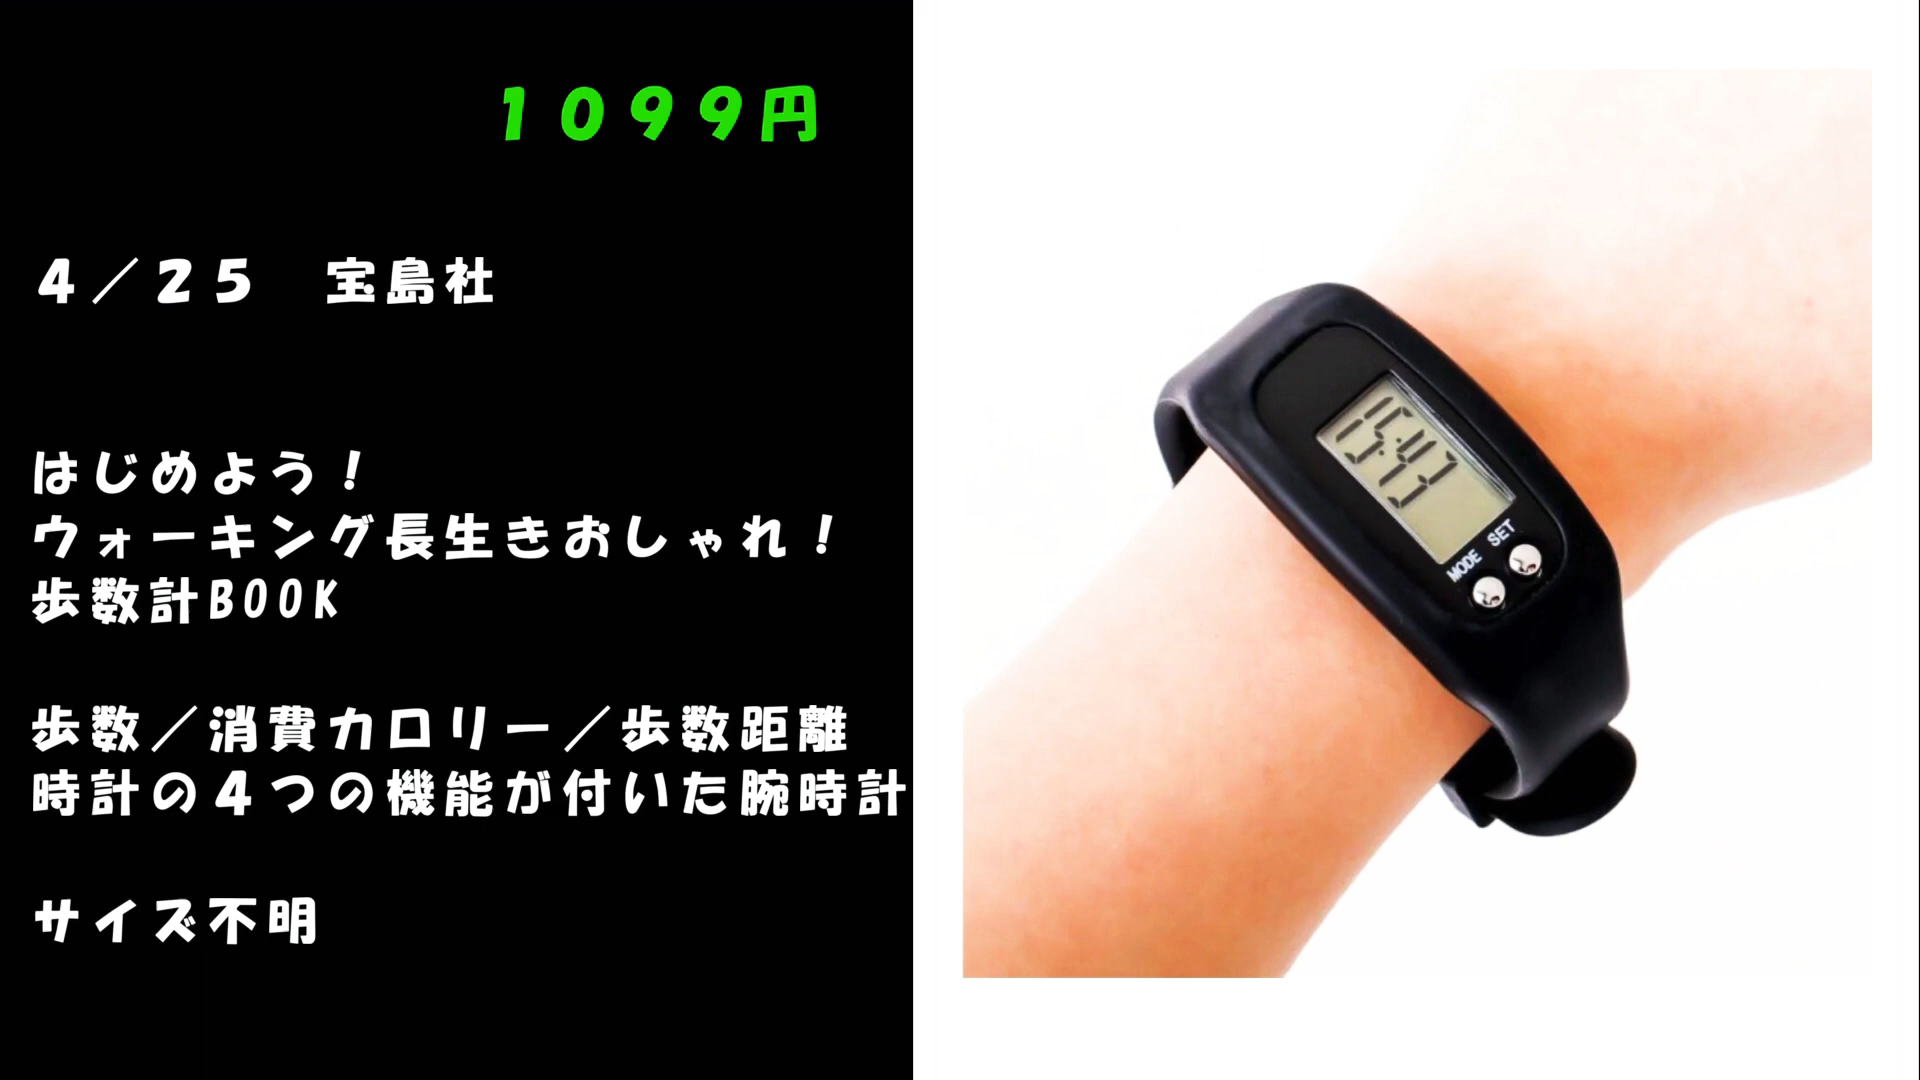 １０９９円
４／２５　宝島社
はじめよう！
ウォーキング長生きおしゃれ！
歩数計BOOK
歩数／消費カロリー／歩数距離
時計の４つの機能が付いた腕時計
サイズ不明
MODE SET